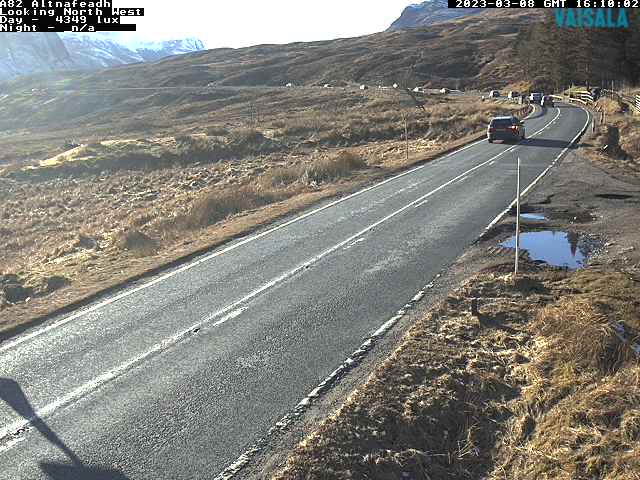 A82 Altnafeadh
Looking North West
Day - 4349 lux
Night - n/a
2023-03-08 GMT 16:10:02
VAISALA